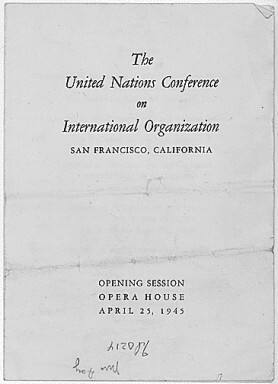 The
United Nations Conference
on
International Organization
SAN FRANCISCO, CALIFORNIA
OPENING SESSION
OPERA HOUSE
APRIL 25, 1945